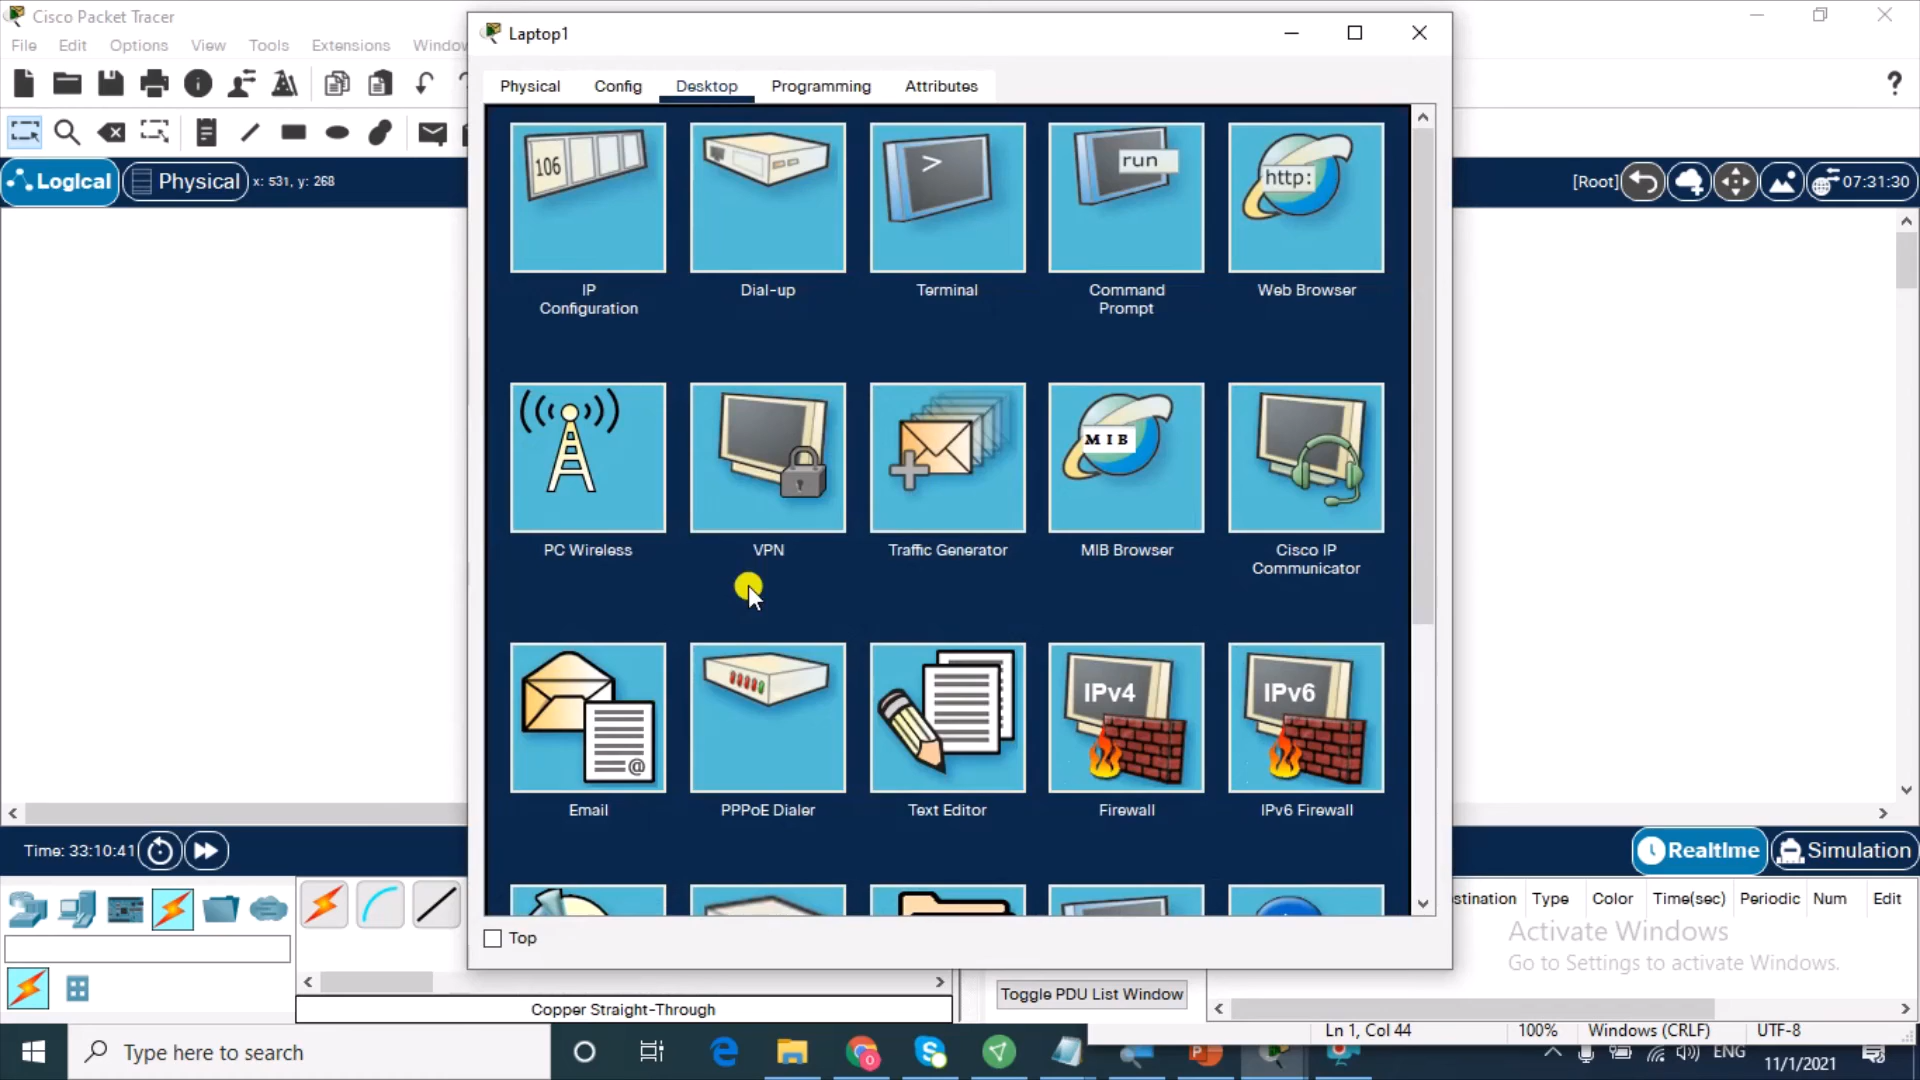 Cisco Packet Tracer
File Edit Options View Tools Extensions Window
Logical Physical x: 531, y: 268
[Root] 07:31:30
Laptop1
Physical Config Desktop Programming Attributes
106
>
run
http:
IP
Configuration
Dial-up
Terminal
Command
Prompt
Web Browser
MIB
PC Wireless
VPN
Traffic Generator
MIB Browser
Cisco IP
Communicator
@
IPv4
IPv6
Email
PPPoE Dialer
Text Editor
Firewall
IPv6 Firewall
Top
Time: 33:10:41
Realtime Simulation
stination Type Color Time(sec) Periodic Num Edit
Activate Windows
Go to Settings to activate Windows.
Toggle PDU List Window
Copper Straight-Through
Ln 1, Col 44 100% Windows (CRLF) UTF-8
Type here to search
ENG
11/1/2021